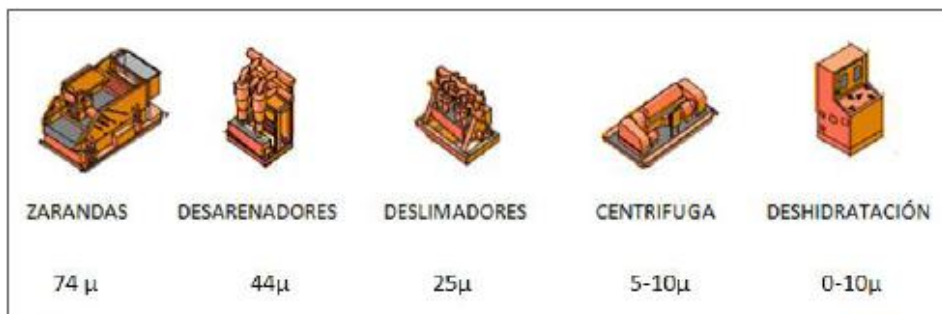 ZARANDAS DESARENADORES DESLIMADORES CENTRIFUGA DESHIDRATACIÓN
74 μ 44μ 25μ 5-10μ 0-10μ